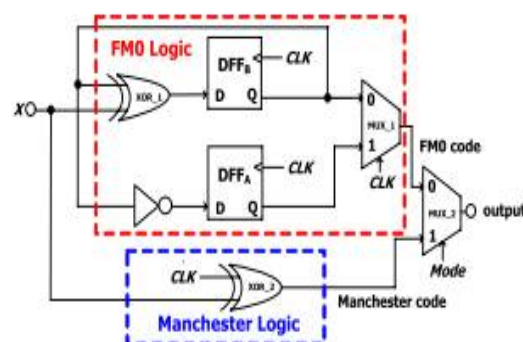 FM0 Logic
DFFB
CLK
D Q
XOR_1
X
0
MUX_1
1
CLK
FM0 code
DFFA
CLK
D Q
0
MUX_2
1
output
Mode
CLK
XOR_2
Manchester code
Manchester Logic